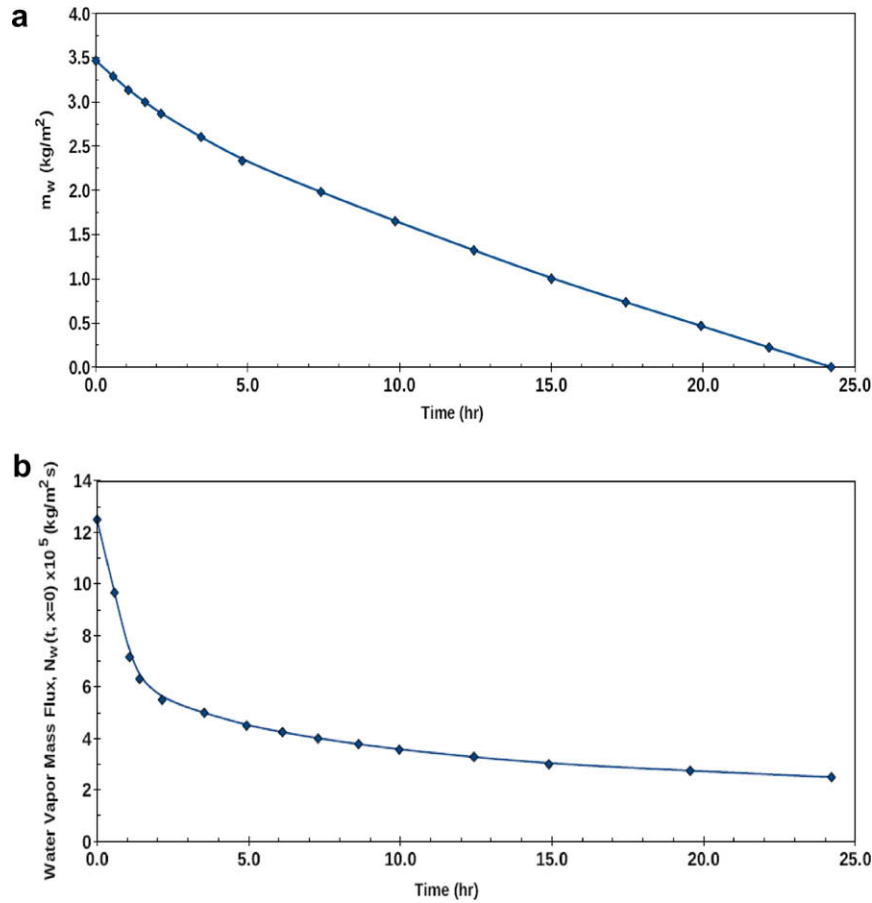 a
4.0
3.5
3.0
2.5
2.0
1.5
1.0
0.5
0.0
m_w (kg/m²)
0.0 5.0 10.0 15.0 20.0 25.0
Time (hr)
b
14
12
10
8
6
4
2
0
Water Vapor Mass Flux, N_w(t, x=0) x10⁵ (kg/m² s)
0.0 5.0 10.0 15.0 20.0 25.0
Time (hr)